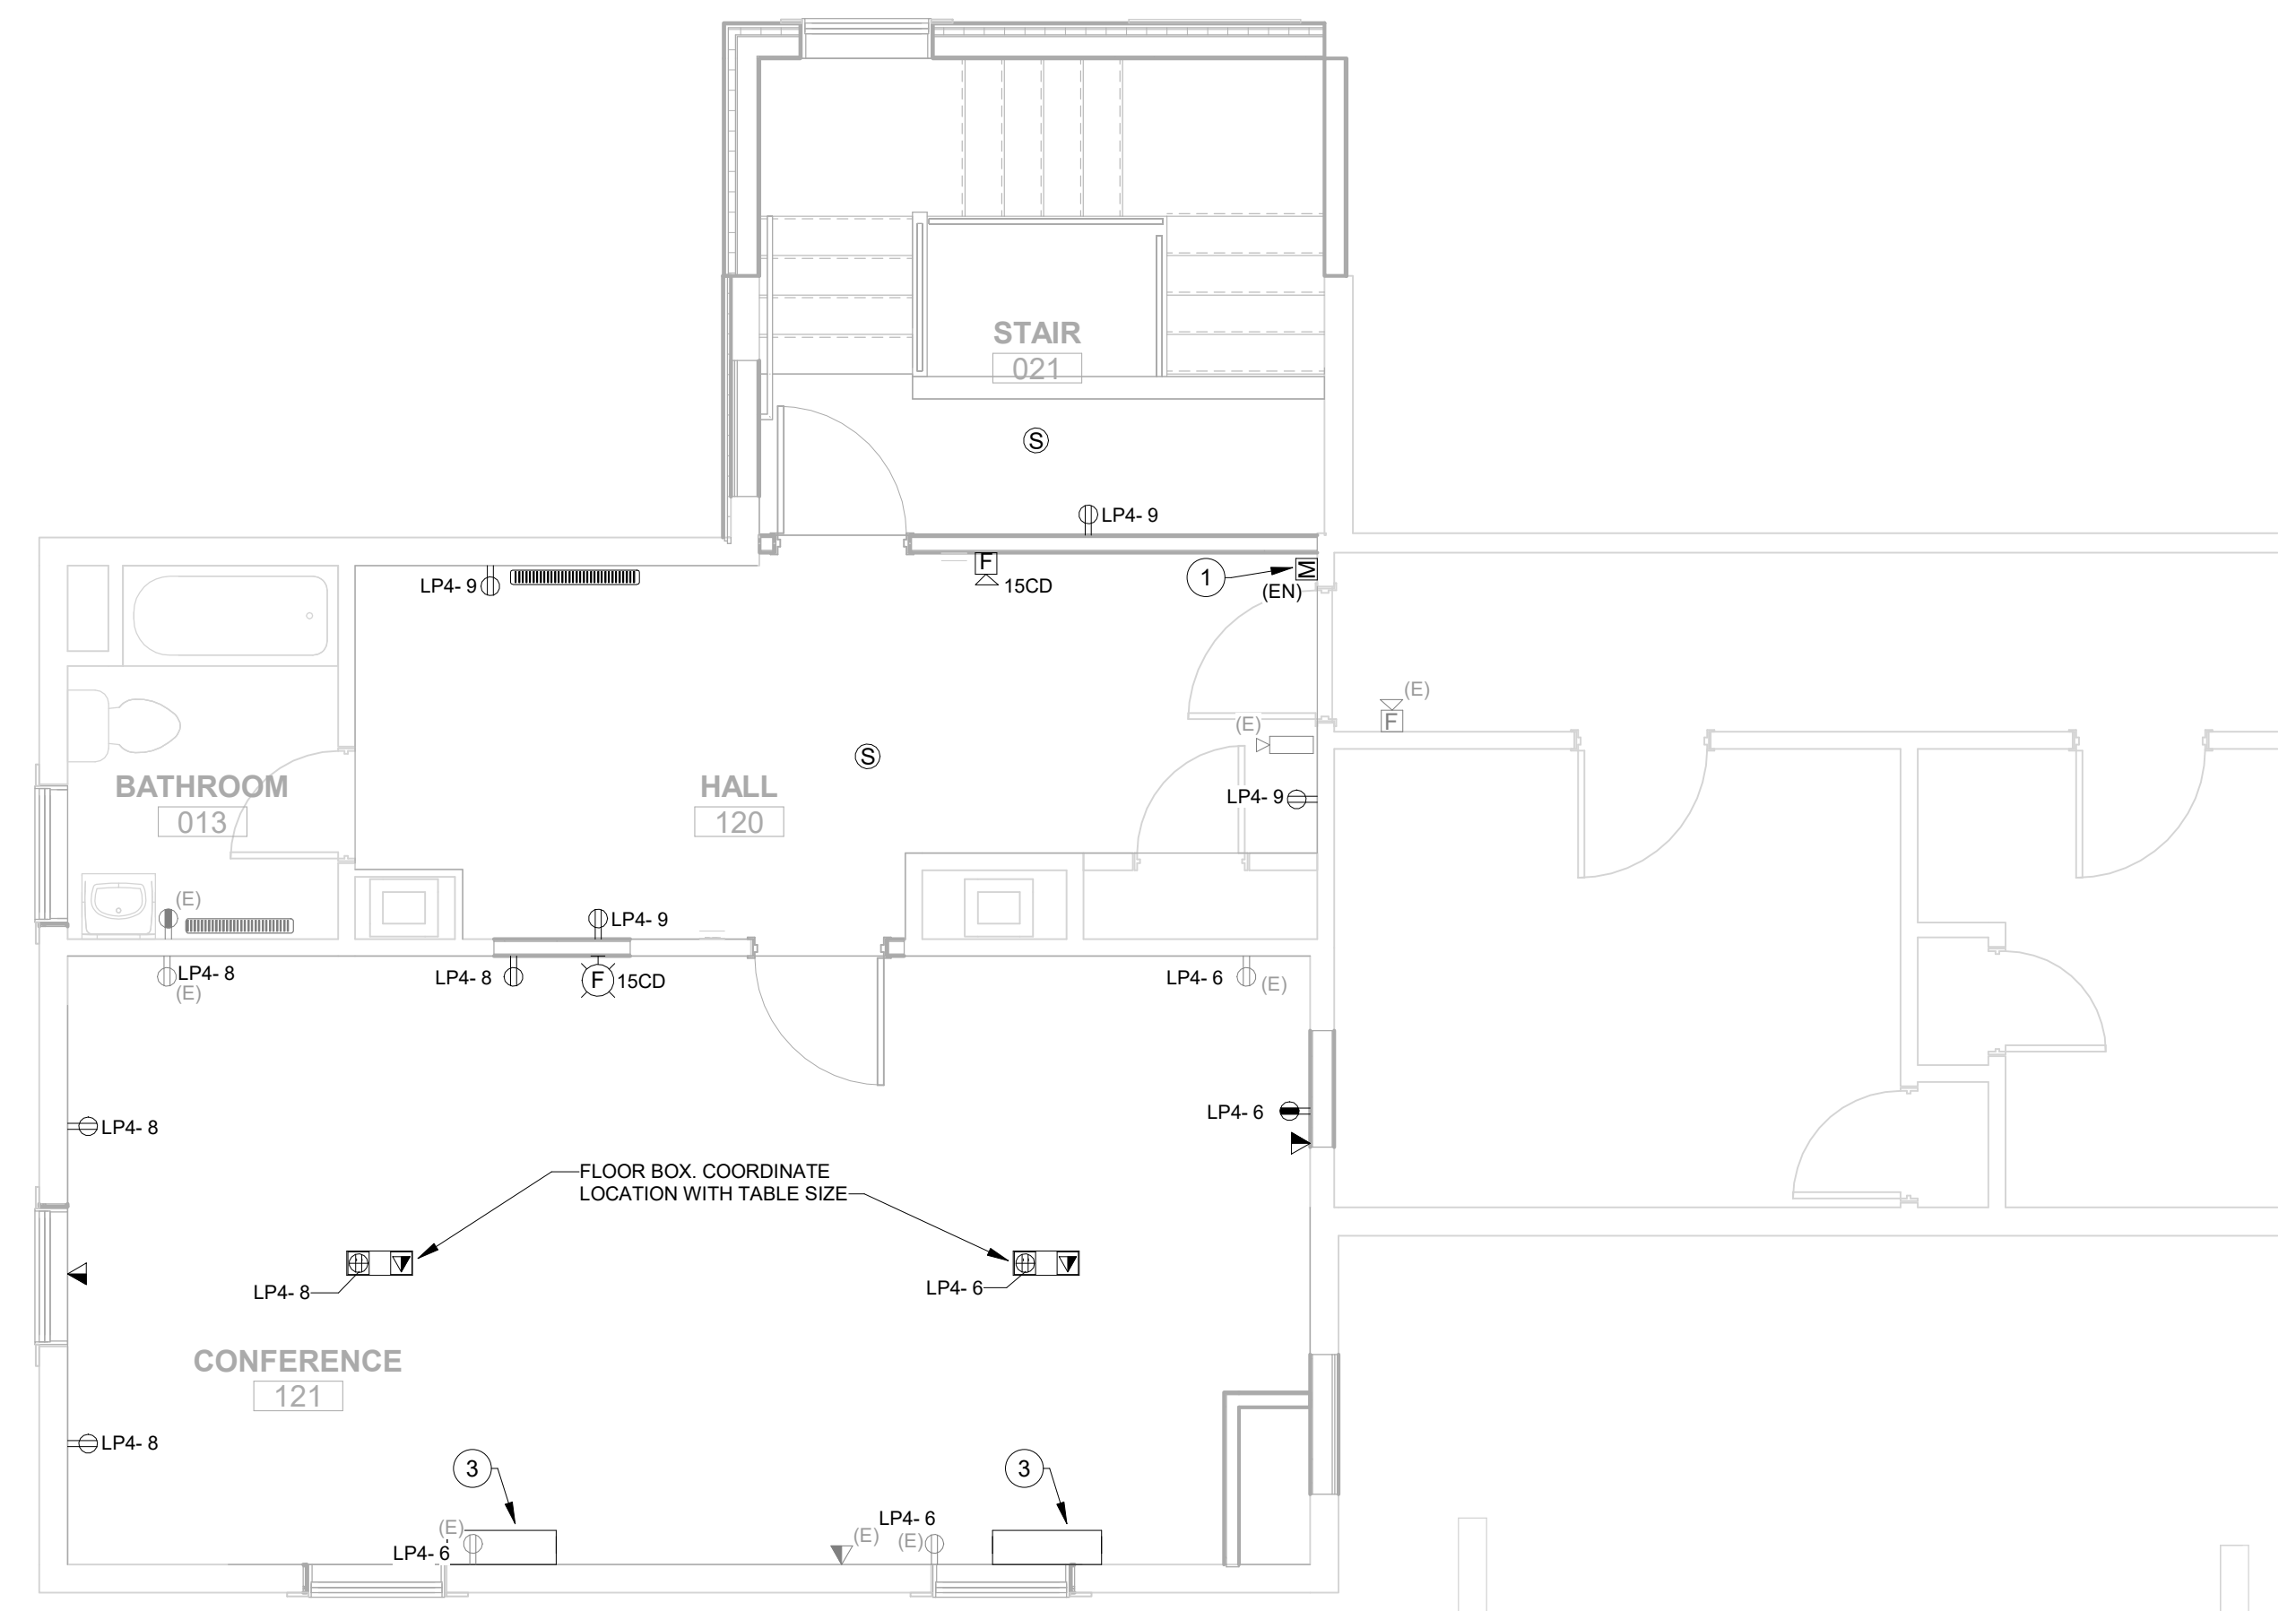 STAIR
021
S
LP4- 9
F
15CD
1
M
(EN)
LP4- 9
(E)
F
(E)
S
BATHROOM
013
HALL
120
LP4- 9
(E)
LP4- 9
LP4- 8
(E)
LP4- 8
F
15CD
LP4- 6
(E)
LP4- 8
LP4- 6
FLOOR BOX. COORDINATE
LOCATION WITH TABLE SIZE
LP4- 8
LP4- 6
CONFERENCE
121
LP4- 8
3
3
(E)
LP4- 6
(E)
LP4- 6
(E)